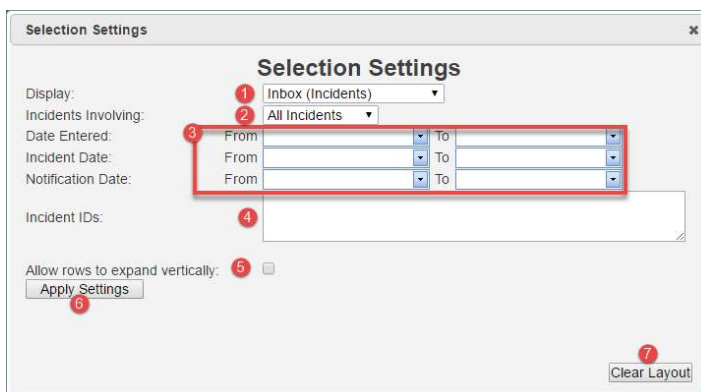 Selection Settings
Selection Settings
Display: 1 Inbox (Incidents)
Incidents Involving: 2 All Incidents
Date Entered: 3 From To
Incident Date: From To
Notification Date: From To
Incident IDs: 4
Allow rows to expand vertically: 5
Apply Settings
6
7
Clear Layout